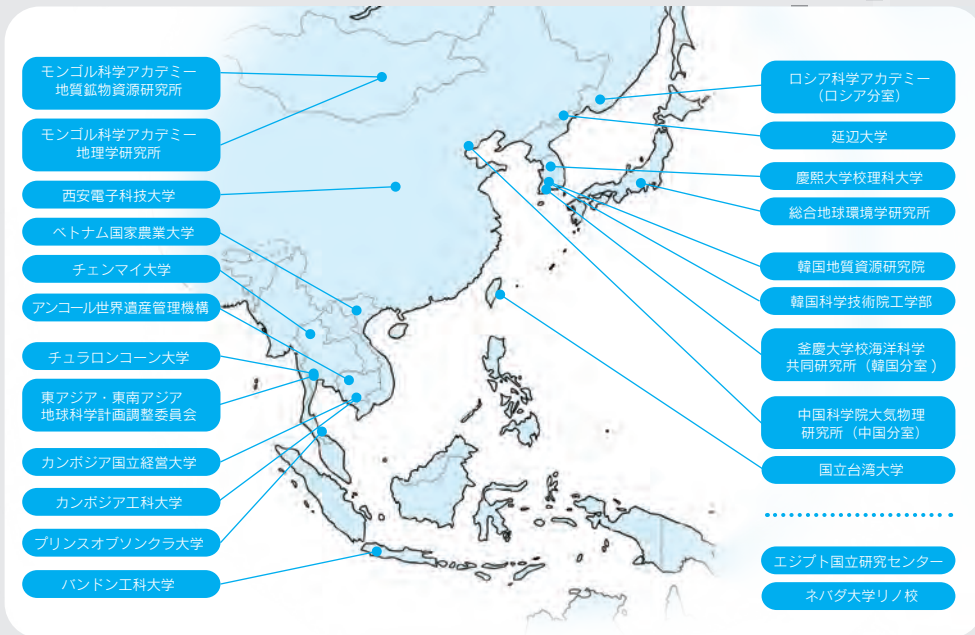 モンゴル科学アカデミー
地質鉱物資源研究所
モンゴル科学アカデミー
地理学研究所
西安電子科技大学
ベトナム国家農業大学
チェンマイ大学
アンコール世界遺産管理機構
チュラロンコーン大学
東アジア・東南アジア
地球科学計画調整委員会
カンボジア国立経営大学
カンボジア工科大学
プリンスオブソンクラ大学
バンドン工科大学
ロシア科学アカデミー
(ロシア分室)
延辺大学
慶熙大学校理科大学
総合地球環境学研究所
韓国地質資源研究院
韓国科学技術院工学部
釜慶大学校海洋科学
共同研究所(韓国分室)
中国科学院大気物理
研究所(中国分室)
国立台湾大学
エジプト国立研究センター
ネバダ大学リノ校